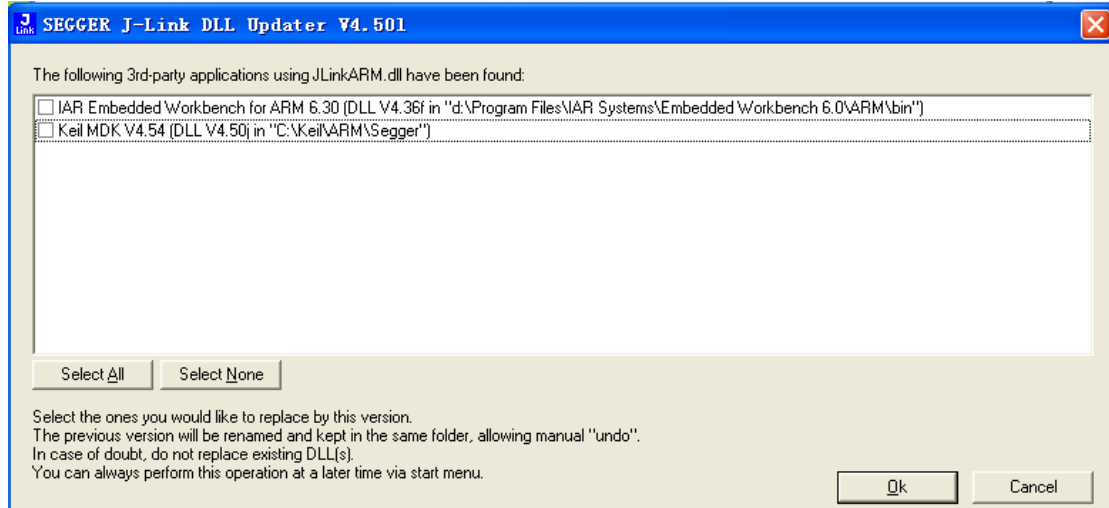 J Link SEGGER J-Link DLL Updater V4.501
The following 3rd-party applications using JLinkARM.dll have been found:
IAR Embedded Workbench for ARM 6.30 (DLL V4.36f in "d:\Program Files\IAR Systems\Embedded Workbench 6.0\ARM\bin")
Keil MDK V4.54 (DLL V4.50j in "C:\Keil\ARM\Segger")
Select All Select None
Select the ones you would like to replace by this version.
The previous version will be renamed and kept in the same folder, allowing manual "undo".
In case of doubt, do not replace existing DLL(s).
You can always perform this operation at a later time via start menu.
Ok Cancel